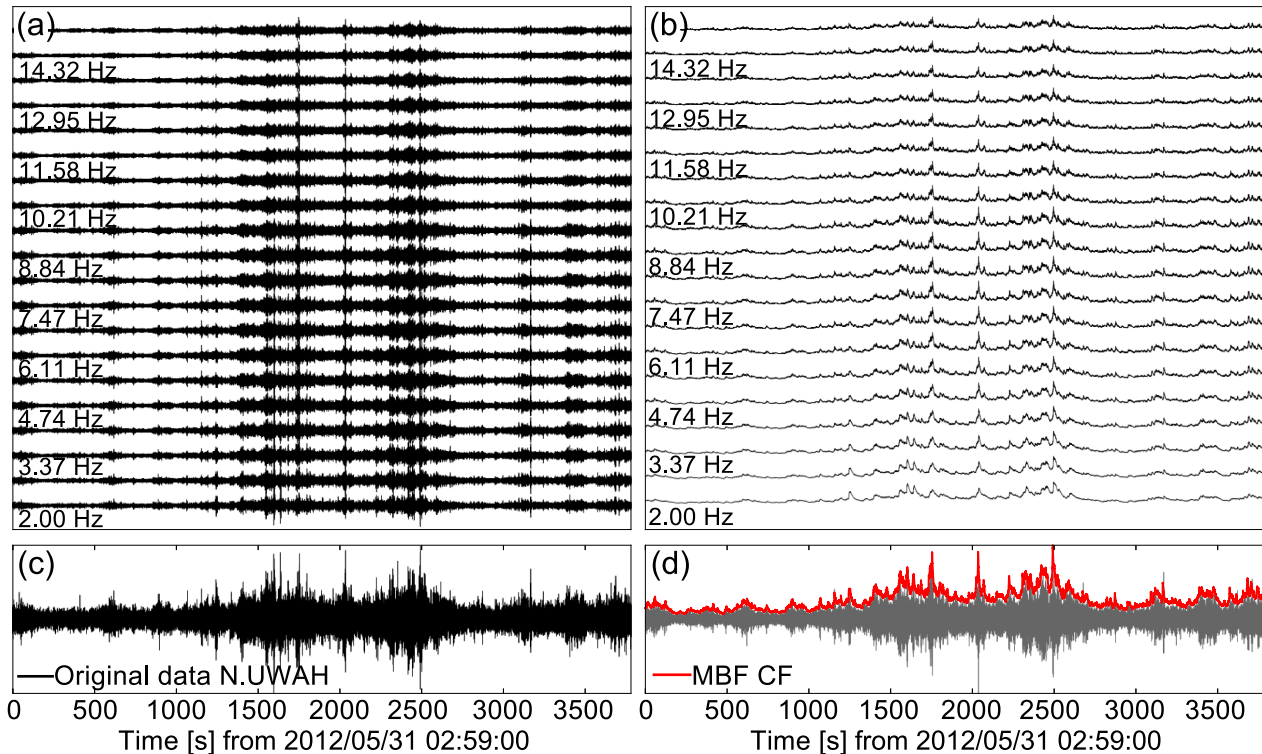 (a)
14.32 Hz
12.95 Hz
11.58 Hz
10.21 Hz
8.84 Hz
7.47 Hz
6.11 Hz
4.74 Hz
3.37 Hz
2.00 Hz
(b)
14.32 Hz
12.95 Hz
11.58 Hz
10.21 Hz
8.84 Hz
7.47 Hz
6.11 Hz
4.74 Hz
3.37 Hz
2.00 Hz
(c)
Original data N.UWAH
0 500 1000 1500 2000 2500 3000 3500
Time [s] from 2012/05/31 02:59:00
(d)
MBF CF
0 500 1000 1500 2000 2500 3000 3500
Time [s] from 2012/05/31 02:59:00